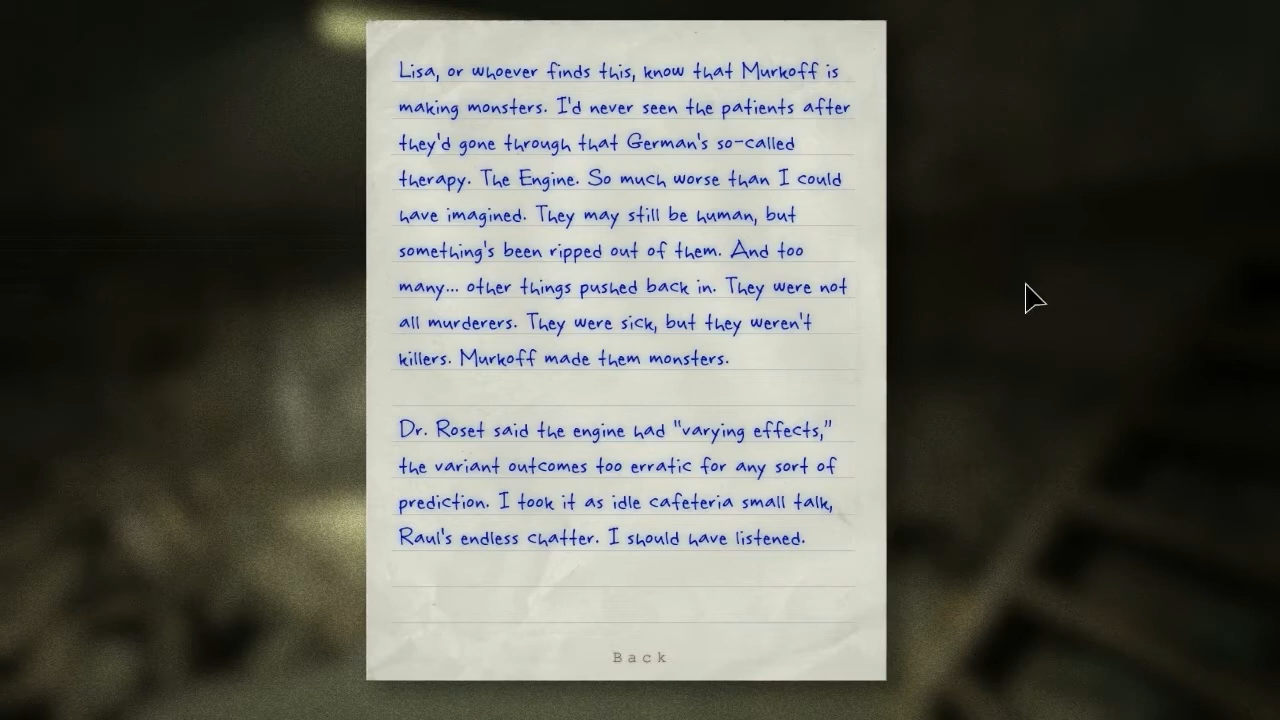 Lisa, or whoever finds this, know that Murkoff is
making monsters. I'd never seen the patients after
they'd gone through that German's so-called
therapy. The Engine. So much worse than I could
have imagined. They may still be human, but
something's been ripped out of them. And too
many... other things pushed back in. They were not
all murderers. They were sick, but they weren't
killers. Murkoff made them monsters.
Dr. Roset said the engine had "varying effects,"
the variant outcomes too erratic for any sort of
prediction. I took it as idle cafeteria small talk,
Raul's endless chatter. I should have listened.
Back